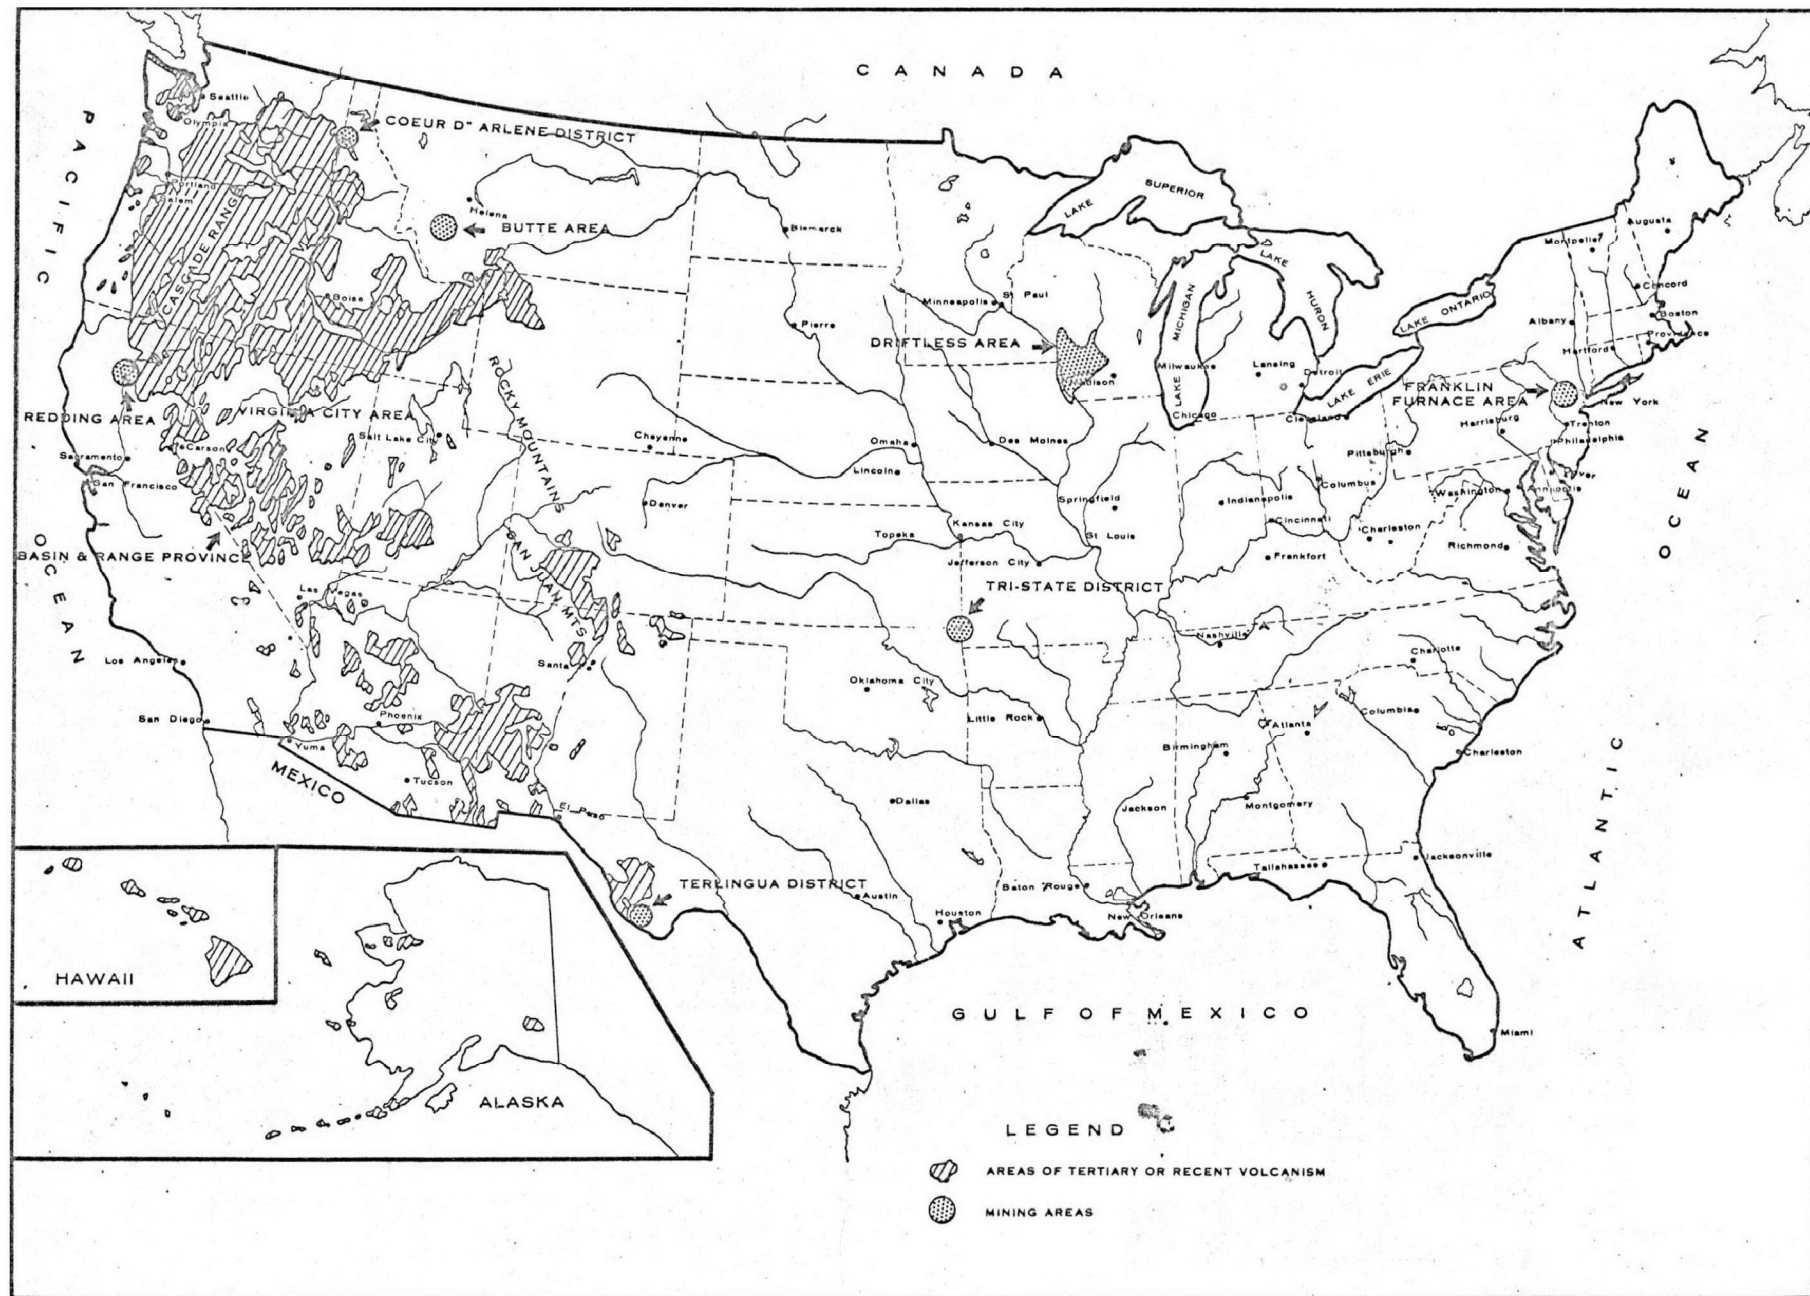 CANADA
PACIFIC
OCEAN
Seattle
Olympia
COEUR D" ARLENE DISTRICT
Portland
Salem
CASCADE RANGE
Helena
BUTTE AREA
Boise
Bismarck
Pierre
Minneapolis
St Paul
LAKE
SUPERIOR
LAKE
HURON
LAKE
MICHIGAN
LAKE ONTARIO
LAKE ERIE
Augusta
Montpelier
Concord
Boston
Providence
Albany
Hartford
DRIFTLESS AREA
Madison
Milwaukee
Lansing
Detroit
Chicago
Cleveland
FRANKLIN
FURNACE AREA
New York
Harrisburg
Trenton
Philadelphia
Pittsburgh
REDDING AREA
VIRGINIA CITY AREA
Salt Lake City
ROCKY MOUNTAINS
Cheyenne
Omaha
Des Moines
Lincoln
Carson
Sacramento
San Francisco
Denver
BASIN & RANGE PROVINCE
SAN JUAN MTS
Springfield
Indianapolis
Columbus
Washington
Annapolis
Dover
Kansas City
Topeka
St Louis
Cincinnati
Charleston
Jefferson City
Frankfort
Richmond
ATLANTIC
OCEAN
Las Vegas
TRI-STATE DISTRICT
Nashville
Charlotte
Los Angeles
Santa
Oklahoma City
San Diego
Phoenix
Little Rock
Columbia
Atlanta
Birmingham
Charleston
Yuma
MEXICO
Tucson
El Paso
Dallas
Jackson
Montgomery
Tallahassee
Jacksonville
TERLINGUA DISTRICT
Austin
Baton Rouge
Houston
New Orleans
HAWAII
GULF OF MEXICO
Miami
ALASKA
LEGEND
AREAS OF TERTIARY OR RECENT VOLCANISM
MINING AREAS